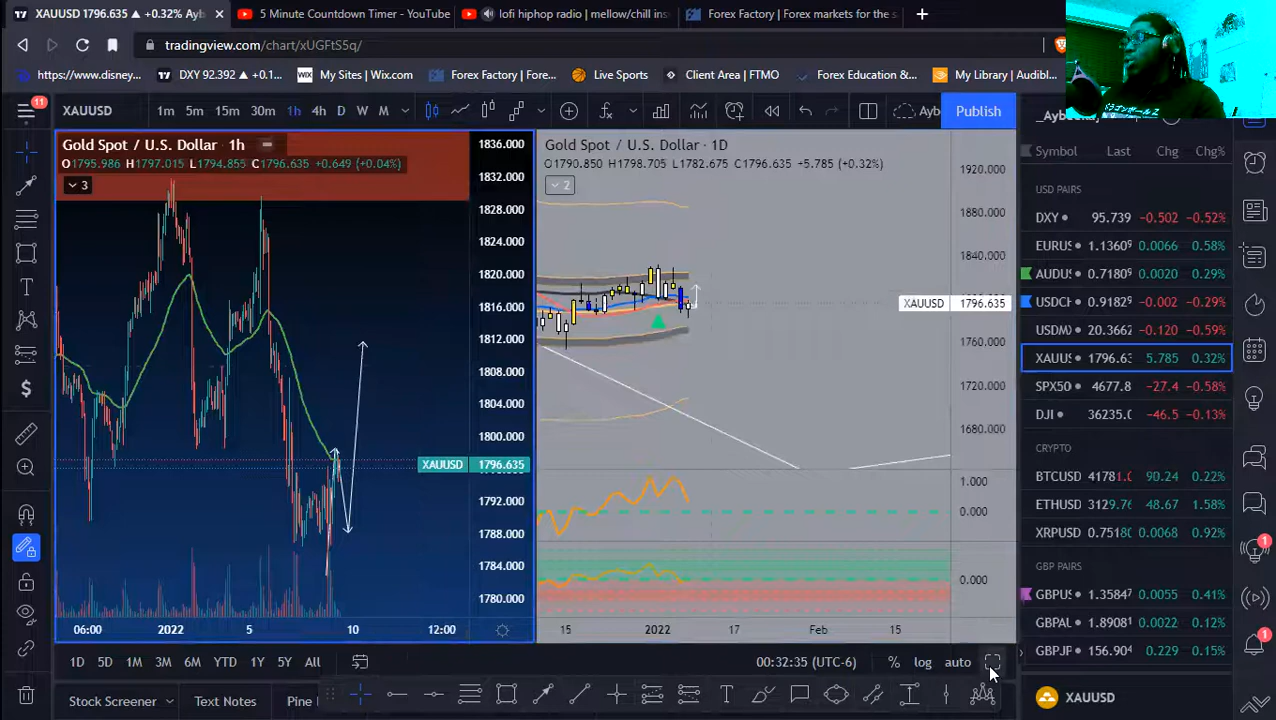 XAUUSD 1796.635 ▲ +0.32% Ayb
5 Minute Countdown Timer - YouTube
lofi hiphop radio | mellow/chill ins
Forex Factory | Forex markets for the s
tradingview.com/chart/xUGFtS5q/
https://www.disney...
DXY 92.392 ▲ +0.1...
My Sites | Wix.com
Forex Factory | Fore...
Live Sports
Client Area | FTMO
Forex Education &...
My Library | Audibl...
11
XAUUSD
1m 5m 15m 30m 1h 4h D W M
Ayb
Publish
Gold Spot / U.S. Dollar · 1h
O1795.986 H1797.015 L1794.855 C1796.635 +0.649 (+0.04%)
3
1836.000
1832.000
1828.000
1824.000
1820.000
1816.000
1812.000
1808.000
1804.000
1800.000
XAUUSD 1796.635
1792.000
1788.000
1784.000
1780.000
06:00 2022 5 10 12:00
Gold Spot / U.S. Dollar · 1D
O1790.850 H1798.705 L1782.675 C1796.635 +5.785 (+0.32%)
2
1920.000
1880.000
1840.000
XAUUSD 1796.635
1760.000
1720.000
1680.000
1.000
0.000
0.000
15 2022 17 Feb 15
Symbol Last Chg Chg%
USD PAIRS
DXY 95.739 -0.502 -0.52%
EURUS 1.1360⁹ 0.0066 0.58%
AUDUS 0.7180⁹ 0.0020 0.29%
USDCH 0.9182⁹ -0.002 -0.29%
USDM 20.3662 -0.120 -0.59%
XAUUS 1796.63 5.785 0.32%
SPX50 4677.8 -27.4 -0.58%
DJI 36235.0 -46.5 -0.13%
CRYPTO
BTCUSD 41781.0 90.24 0.22%
ETHUSD 3129.76 48.67 1.58%
XRPUSD 0.75180 0.0068 0.92%
GBP PAIRS
GBPUS 1.35847 0.0055 0.41%
GBPAU 1.89081 0.0022 0.12%
GBPJP 156.904 0.229 0.15%
1
1
1D 5D 1M 3M 6M YTD 1Y 5Y All
00:32:35 (UTC-6) % log auto
Stock Screener Text Notes Pine
XAUUSD